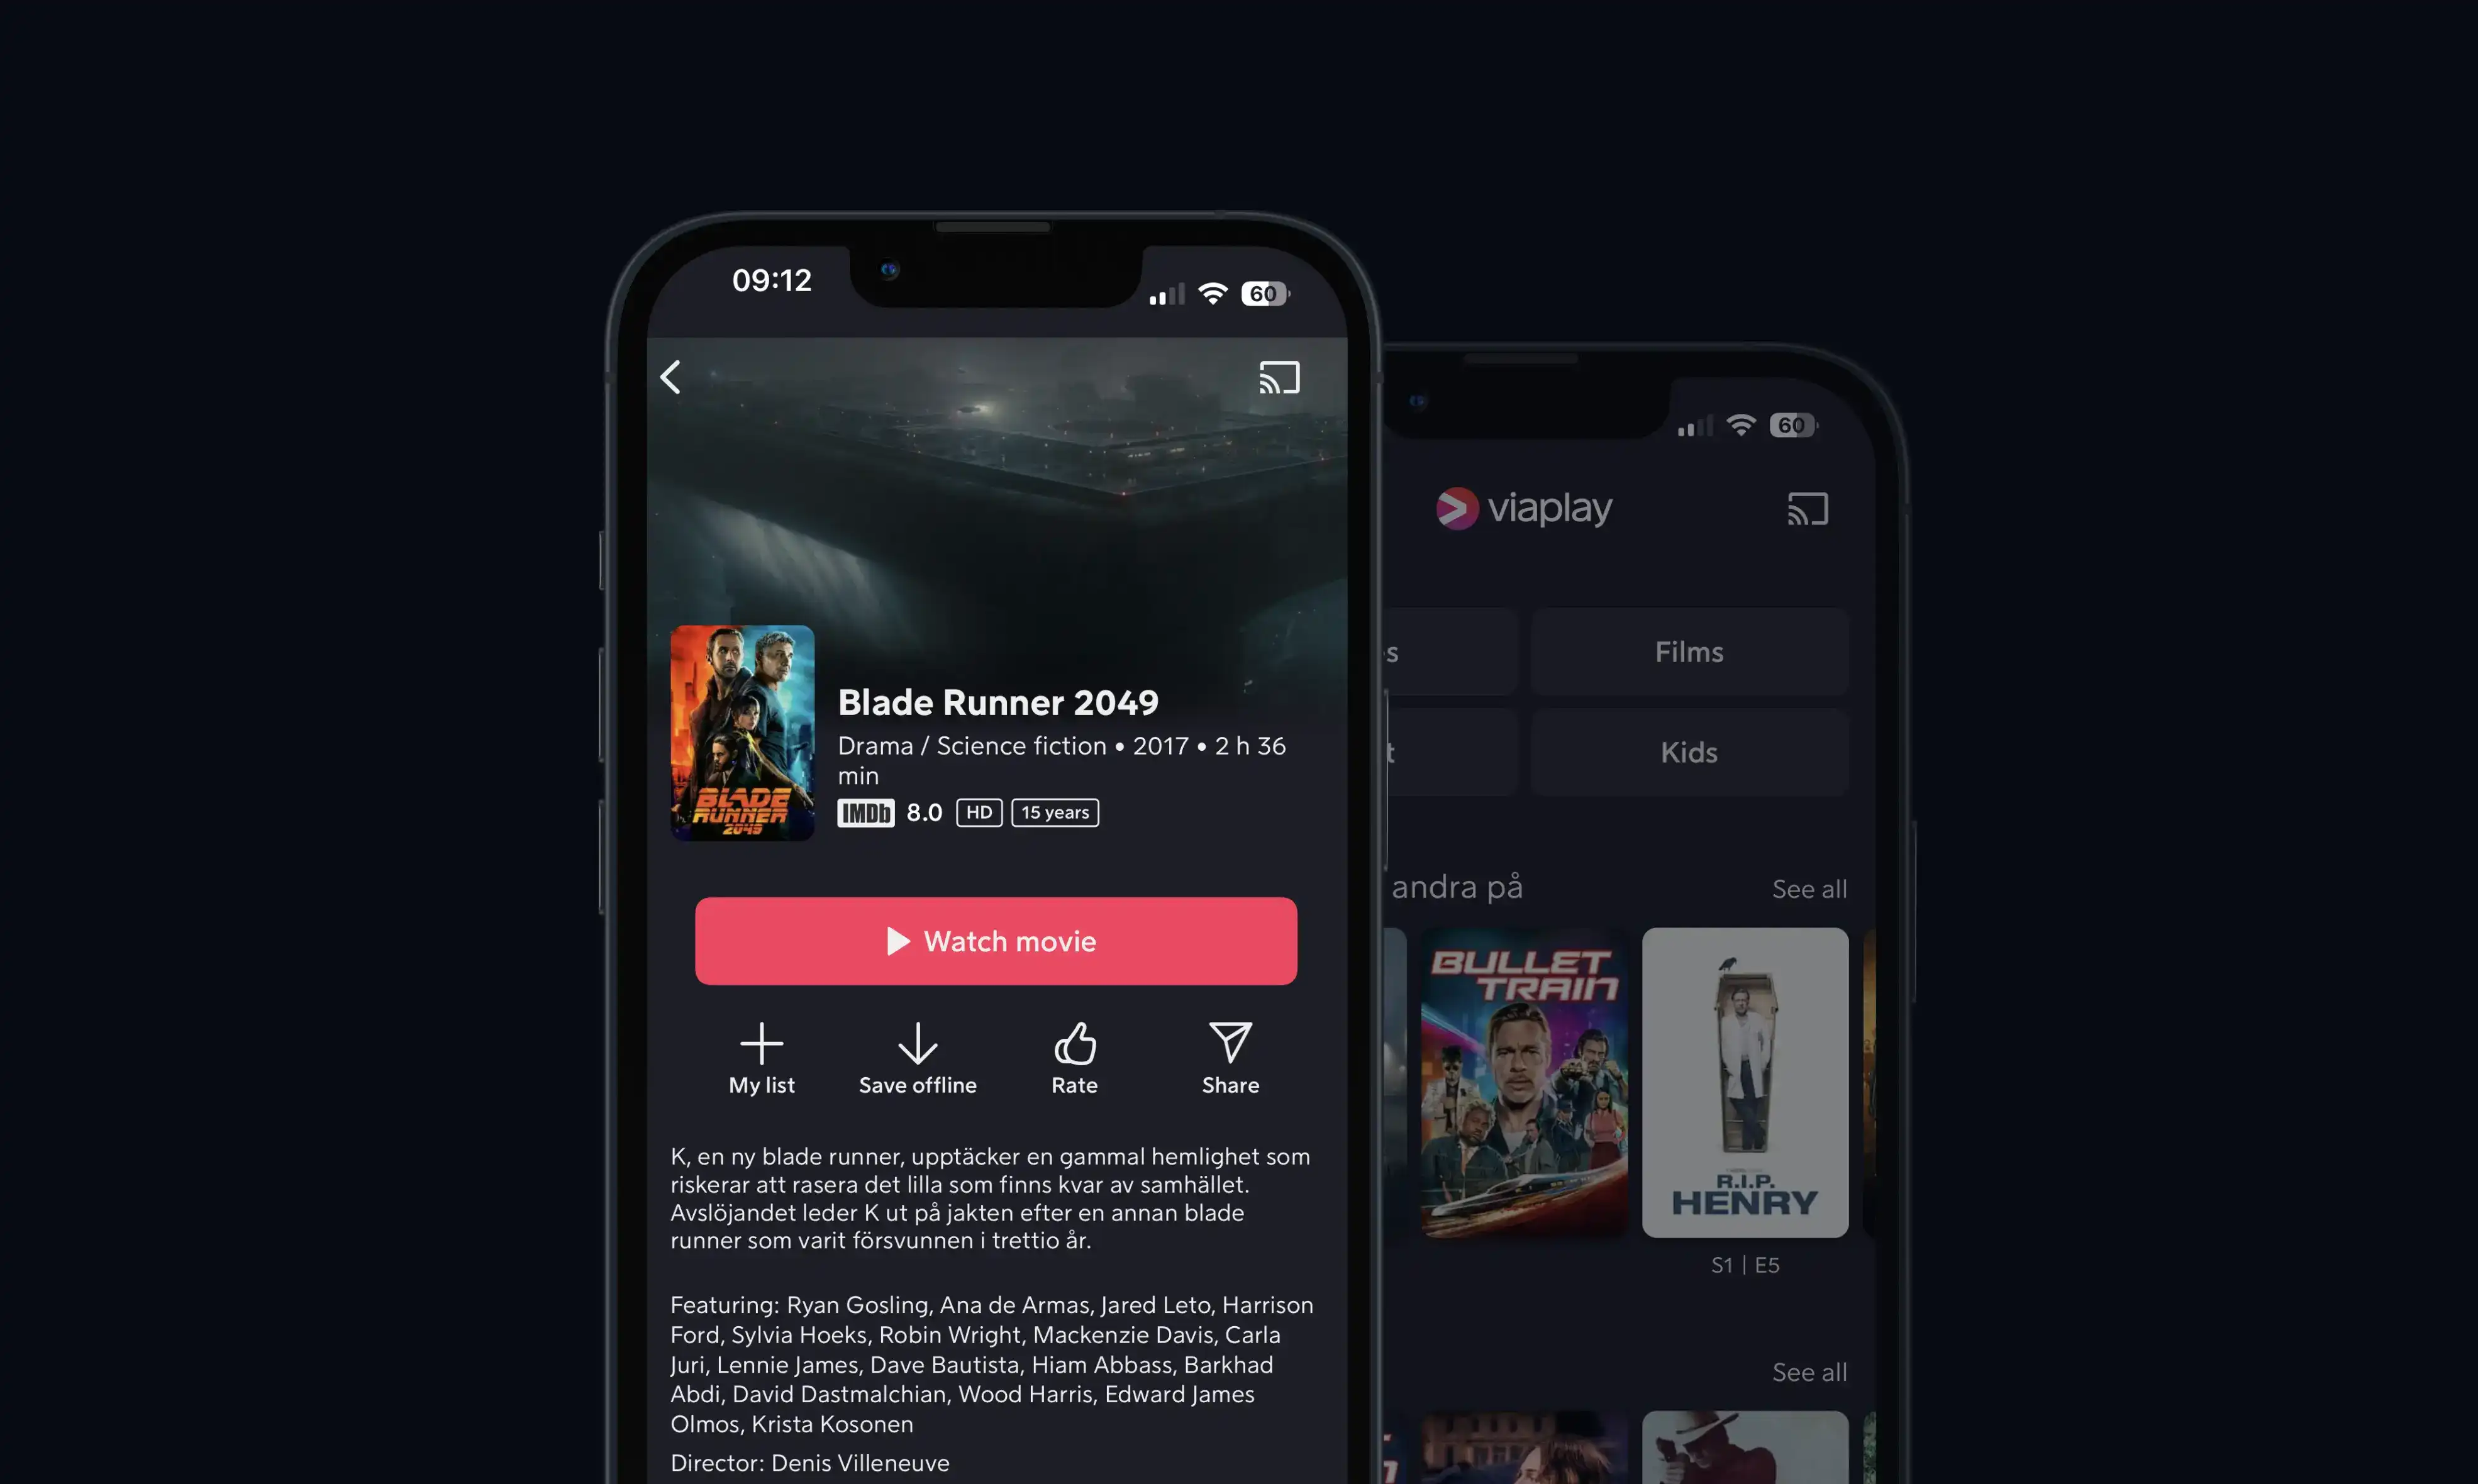 09:12
60
Blade Runner 2049
Drama / Science fiction • 2017 • 2 h 36
min
IMDb 8.0 HD 15 years
BLADE
RUNNER
2049
Watch movie
My list
Save offline
Rate
Share
K, en ny blade runner, upptäcker en gammal hemlighet som
riskerar att rasera det lilla som finns kvar av samhället.
Avslöjandet leder K ut på jakten efter en annan blade
runner som varit försvunnen i trettio år.
Featuring: Ryan Gosling, Ana de Armas, Jared Leto, Harrison
Ford, Sylvia Hoeks, Robin Wright, Mackenzie Davis, Carla
Juri, Lennie James, Dave Bautista, Hiam Abbass, Barkhad
Abdi, David Dastmalchian, Wood Harris, Edward James
Olmos, Krista Kosonen
Director: Denis Villeneuve
60
viaplay
s
Films
t
Kids
andra på
See all
BULLET
TRAIN
R.I.P.
HENRY
S1 | E5
See all